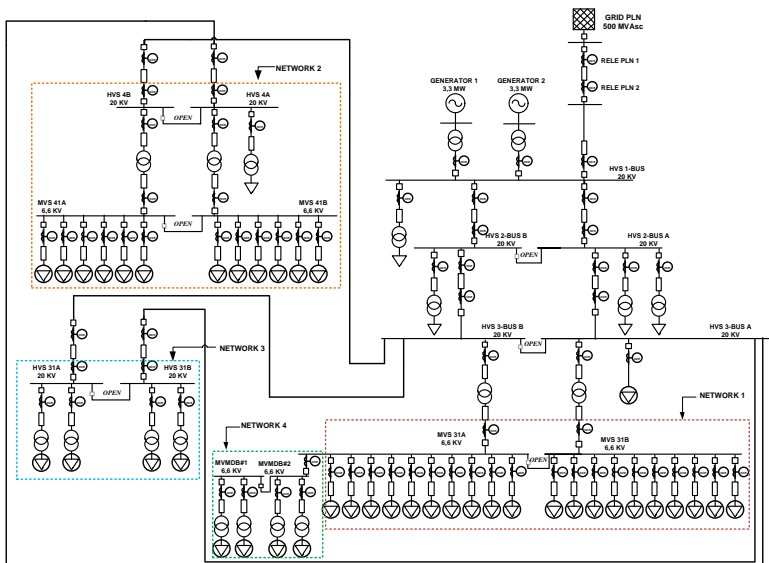 GRID PLN
500 MVAsc
RELE PLN 1
RELE PLN 2
GENERATOR 1
3,3 MW
GENERATOR 2
3,3 MW
NETWORK 2
HVS 4B
20 KV
HVS 4A
20 KV
OPEN
HVS 1-BUS
20 KV
MVS 41A
6,6 KV
MVS 41B
6,6 KV
OPEN
HVS 2-BUS B
20 KV
HVS 2-BUS A
20 KV
OPEN
HVS 3-BUS B
20 KV
HVS 3-BUS A
20 KV
OPEN
NETWORK 3
HVS 31A
20 KV
HVS 31B
20 KV
OPEN
NETWORK 1
NETWORK 4
MVS 31A
6,6 KV
MVS 31B
6,6 KV
OPEN
MVMDB#1
6,6 KV
MVMDB#2
6,6 KV